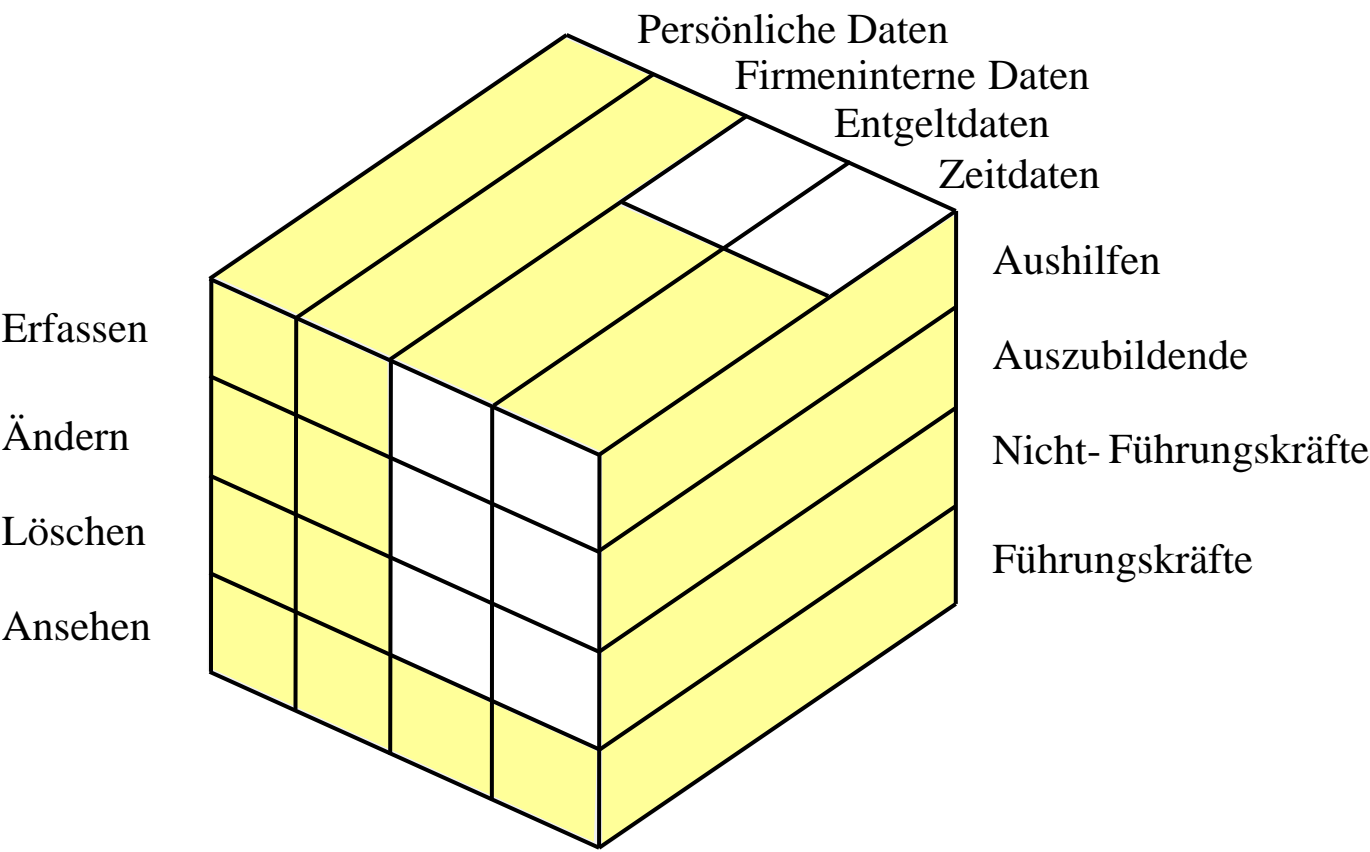 Persönliche Daten
Firmeninterne Daten
Entgeltdaten
Zeitdaten
Aushilfen
Auszubildende
Nicht- Führungskräfte
Führungskräfte
Erfassen
Ändern
Löschen
Ansehen